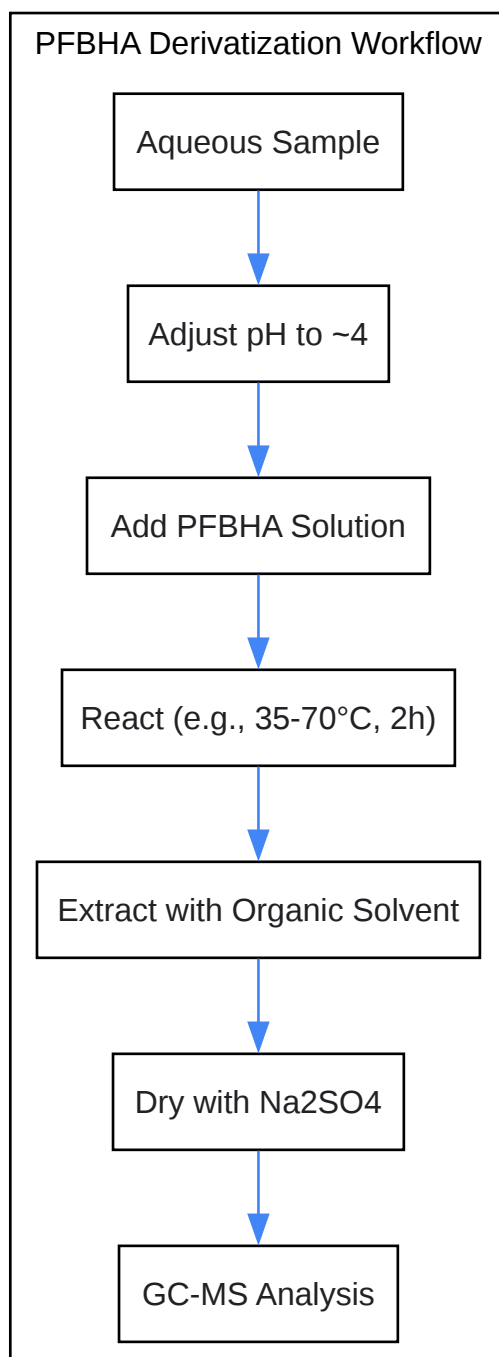 PFBHA Derivatization Workflow
Aqueous Sample
Adjust pH to ~4
Add PFBHA Solution
React (e.g., 35-70°C, 2h)
Extract with Organic Solvent
Dry with Na2SO4
GC-MS Analysis